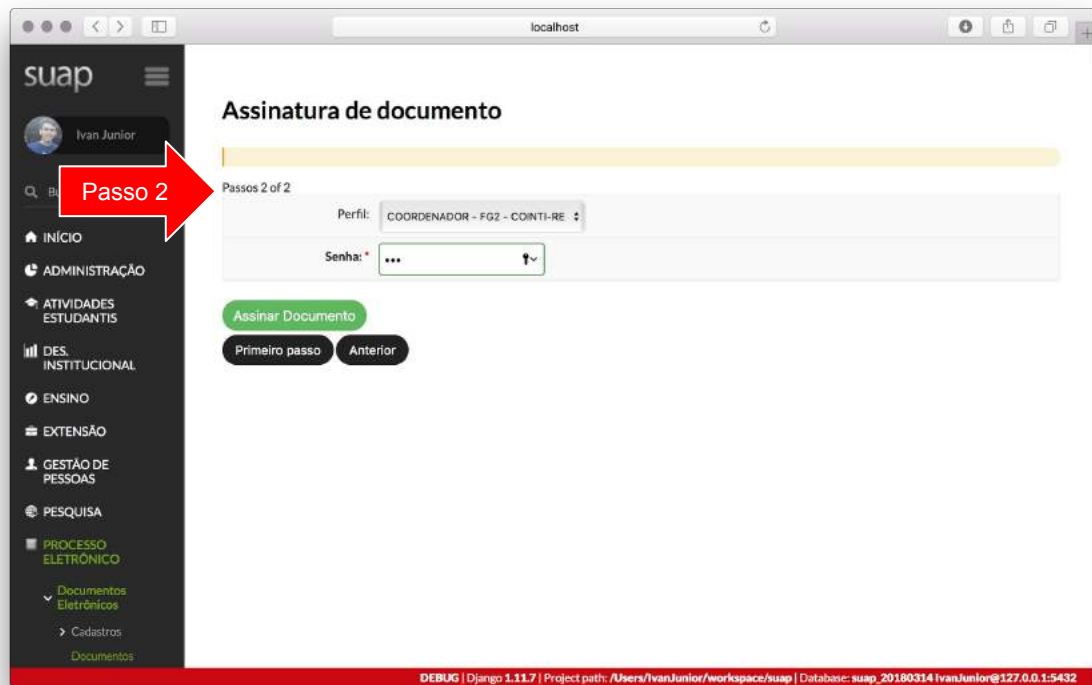 localhost
suap
Ivan Junior
Passo 2
Assinatura de documento
Passos 2 of 2
Perfil: COORDENADOR - FG2 - COINTI-RE
Senha: * •••
Assinar Documento
Primeiro passo Anterior
INÍCIO
ADMINISTRAÇÃO
ATIVIDADES
ESTUDANTIS
DES.
INSTITUCIONAL
ENSINO
EXTENSÃO
GESTÃO DE
PESSOAS
PESQUISA
PROCESSO
ELETRÔNICO
Documentos
Eletrônicos
Cadastros
Documentos
DEBUG | Django 1.11.7 | Project path: /Users/IvanJunior/workspace/suap | Database: suap_20180314 IvanJunior@127.0.0.1:5432